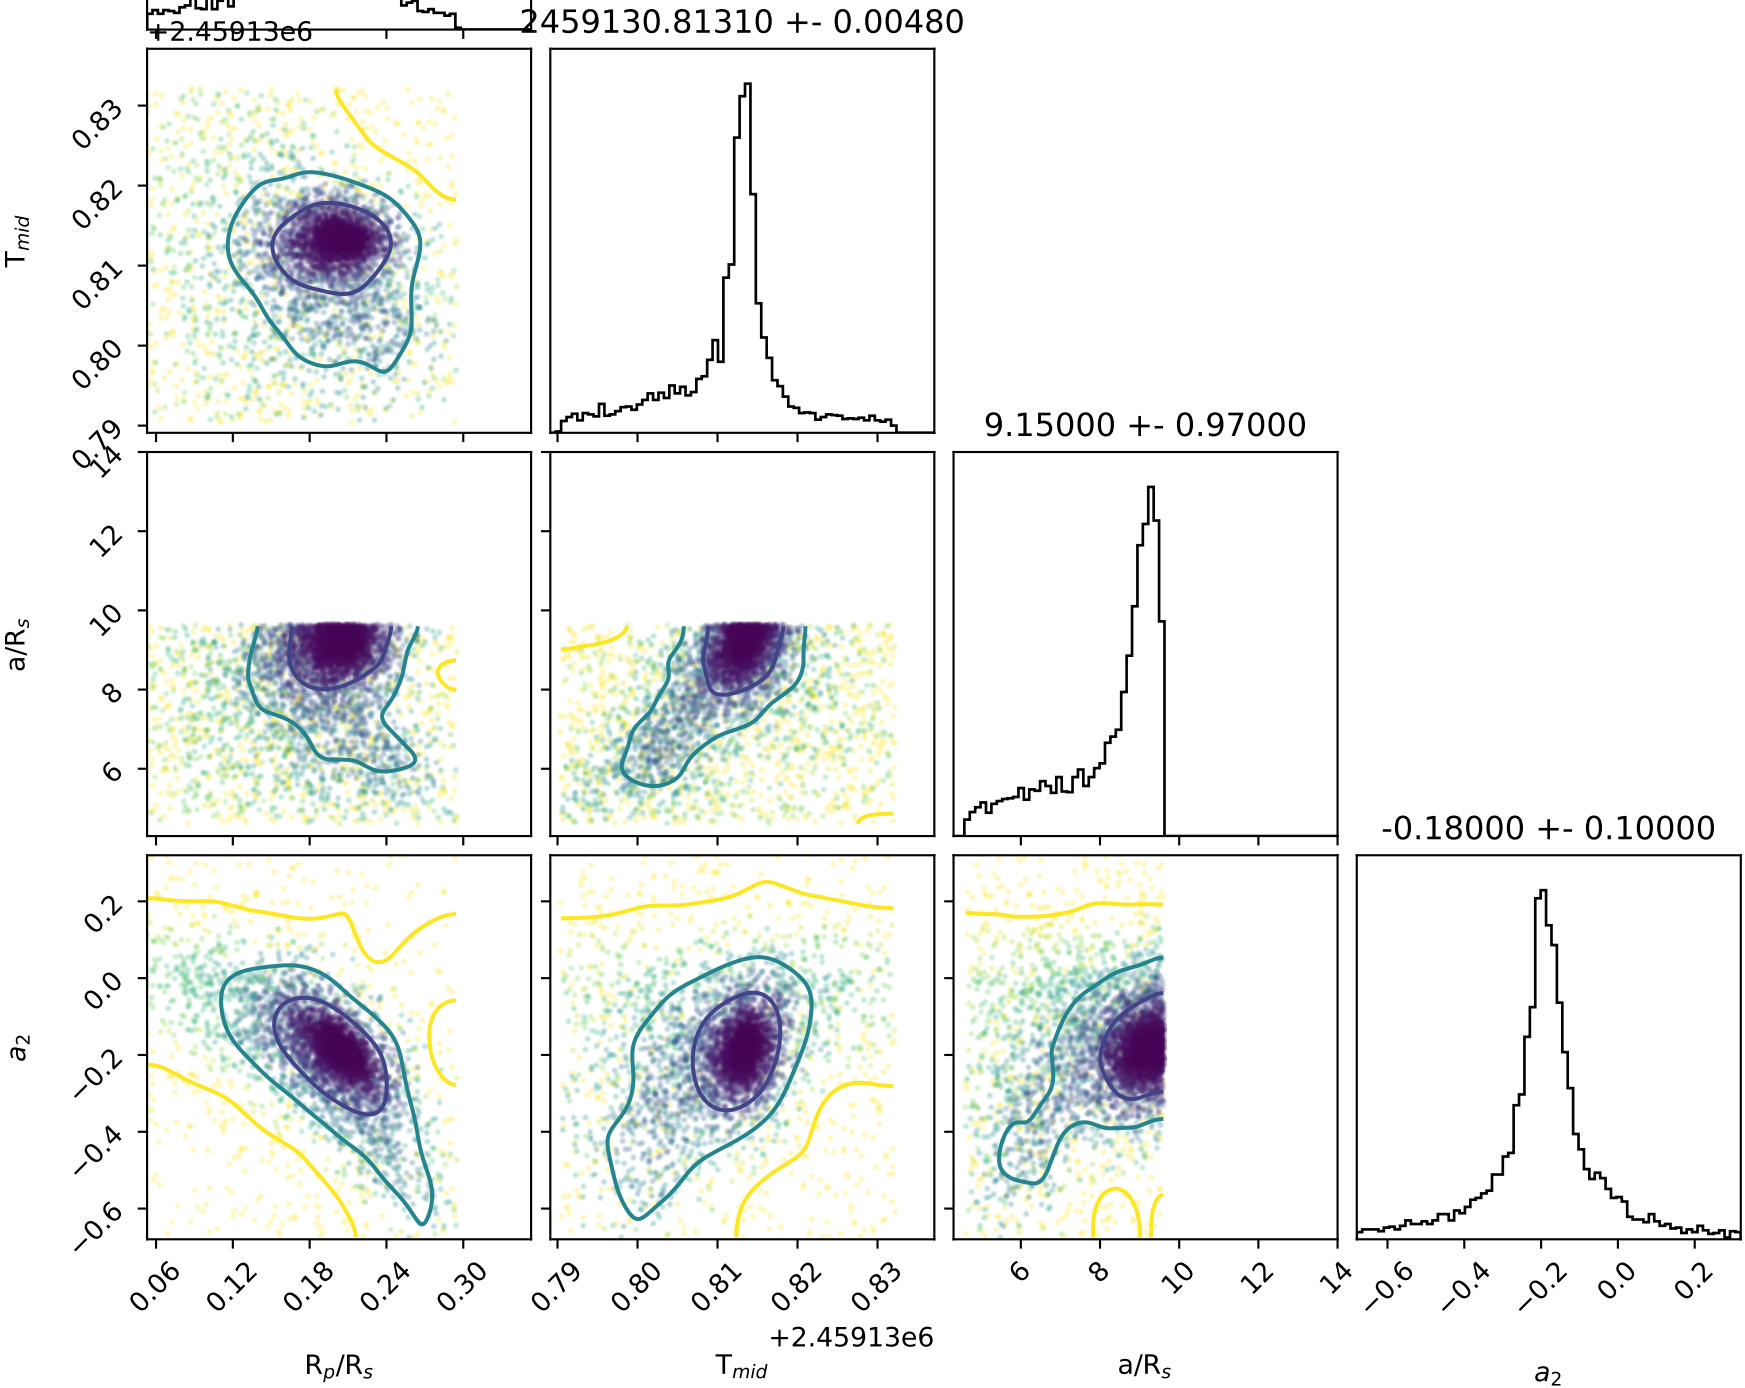 +2.45913e6
2459130.81310 +- 0.00480
0.83
0.82
0.81
0.80
0.79
T_mid
9.15000 +- 0.97000
14
12
10
8
6
a/R_s
-0.18000 +- 0.10000
0.2
0.0
−0.2
−0.4
−0.6
a_2
0.06 0.12 0.18 0.24 0.30
0.79 0.80 0.81 0.82 0.83
6 8 10 12 14
−0.6 −0.4 −0.2 0.0 0.2
+2.45913e6
R_p/R_s
T_mid
a/R_s
a_2